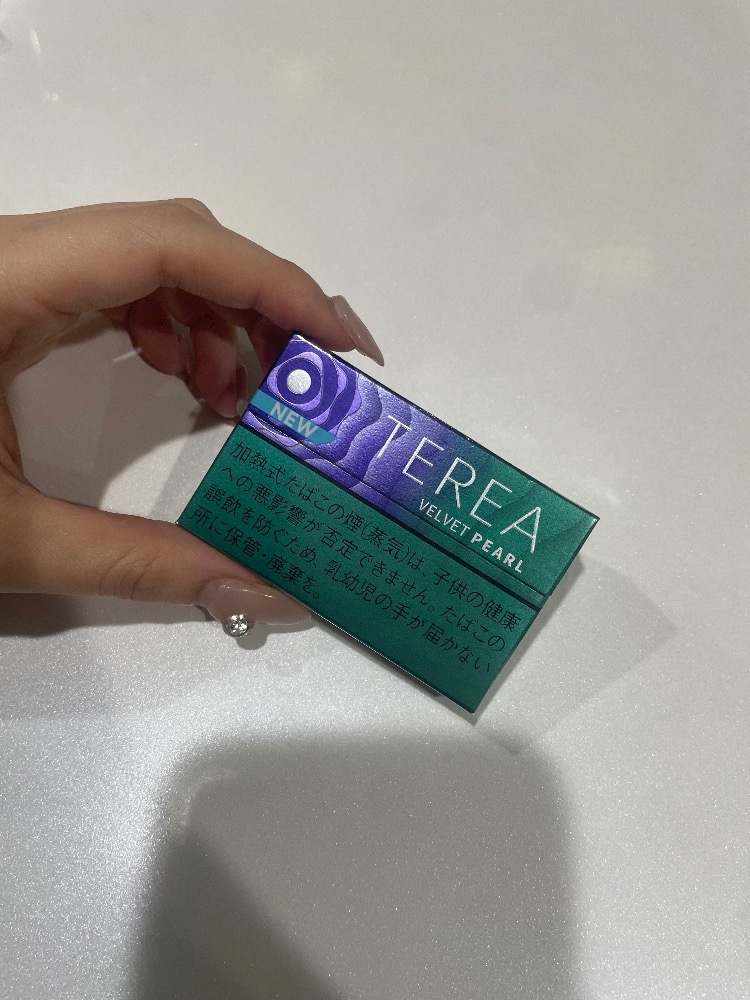 NEW
TEREA
VELVET PEARL
加熱式たばこの煙(蒸気)は、子供の健康
への悪影響が否定できません。たばこの
誤飲を防ぐため、乳幼児の手が届かない
所に保管・廃棄を。